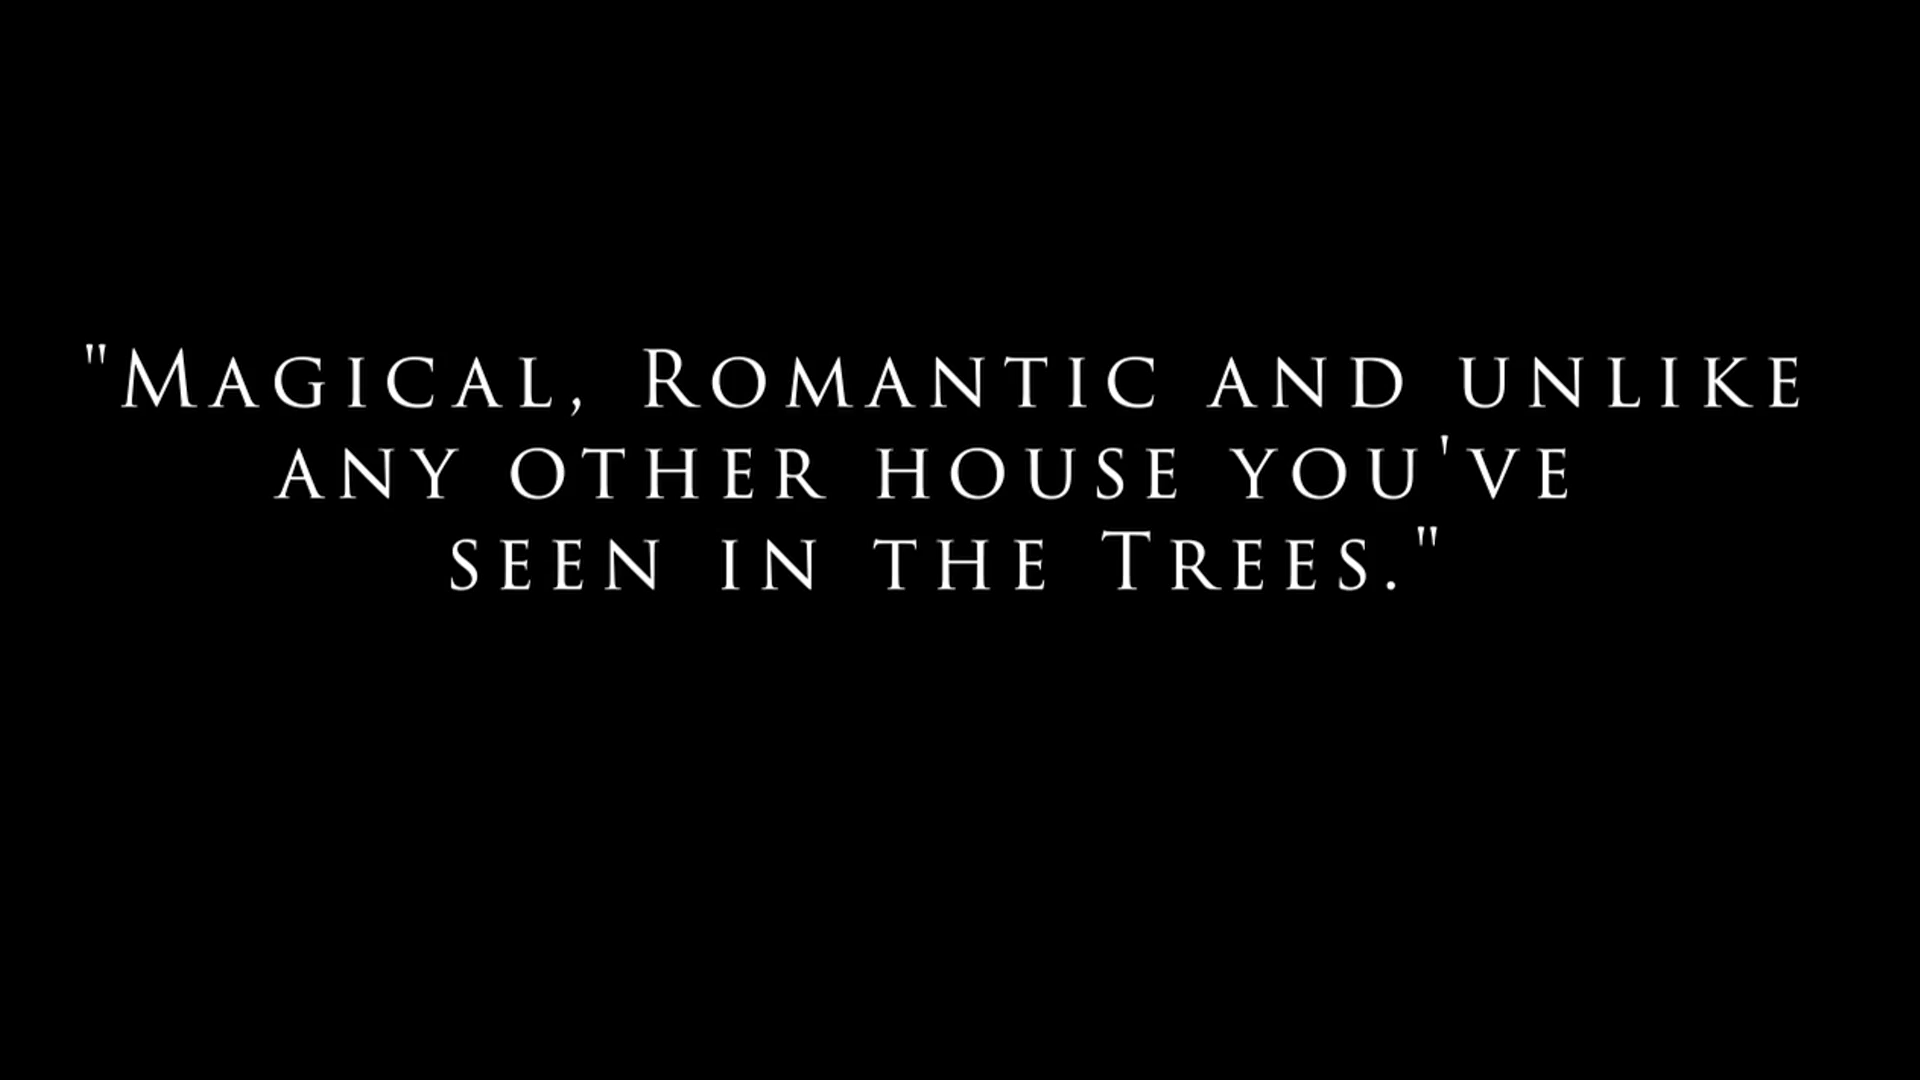 "Magical, Romantic and unlike
any other house you've
seen in the Trees."